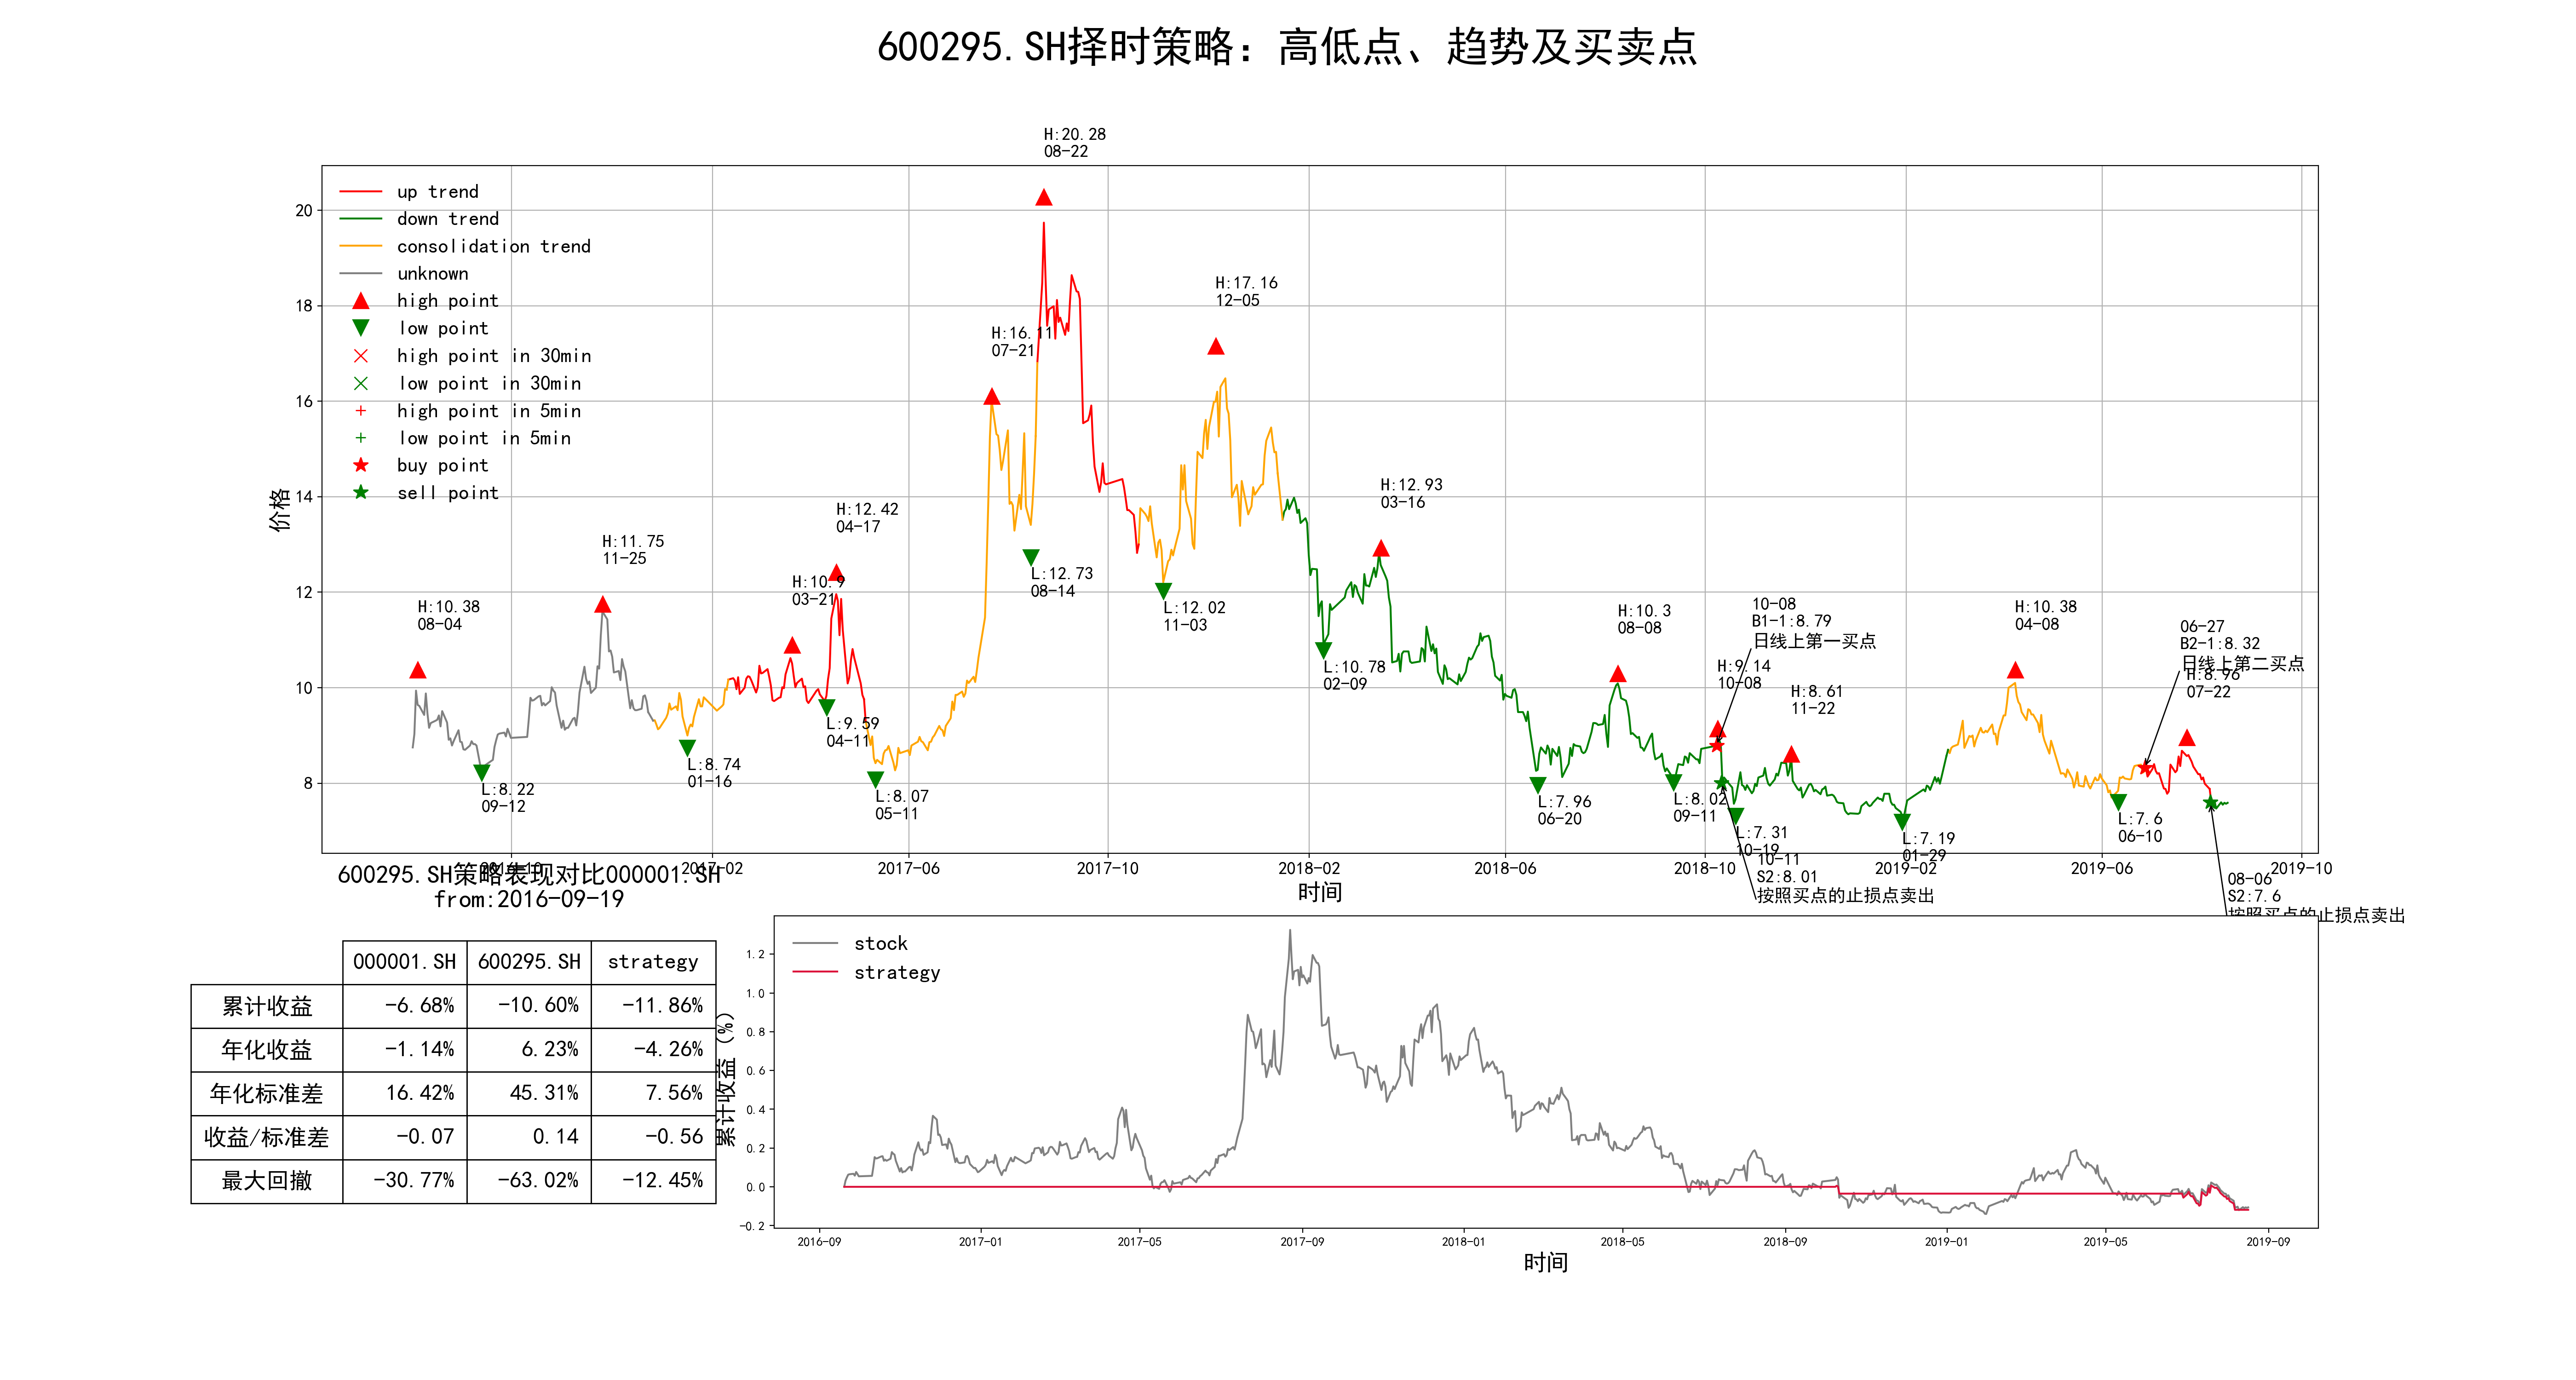 600295.SH择时策略：高低点、趋势及买卖点
H:20.28
08-22
up trend
down trend
consolidation trend
unknown
high point
low point
high point in 30min
low point in 30min
high point in 5min
low point in 5min
buy point
sell point
价格
20
18
16
14
12
10
8
H:10.38
08-04
L:8.22
09-12
H:11.75
11-25
L:8.74
01-16
H:10.9
03-21
L:9.59
04-11
H:12.42
04-17
L:8.07
05-11
H:16.11
07-21
L:12.73
08-14
L:12.02
11-03
H:17.16
12-05
L:10.78
02-09
H:12.93
03-16
L:7.96
06-20
H:10.3
08-08
L:8.02
09-11
10-08
B1-1:8.79
日线上第一买点
H:9.14
10-08
L:7.31
10-19
10-11
S2:8.01
按照买点的止损点卖出
H:8.61
11-22
L:7.19
01-29
H:10.38
04-08
L:7.6
06-10
06-27
B2-1:8.32
日线上第二买点
H:8.96
07-22
08-06
S2:7.6
按照买点的止损点卖出
2016-10
2017-02
2017-06
2017-10
2018-02
2018-06
2018-10
2019-02
2019-06
2019-10
时间
600295.SH策略表现对比000001.SH
from:2016-09-19
000001.SH 600295.SH strategy
累计收益 -6.68% -10.60% -11.86%
年化收益 -1.14% 6.23% -4.26%
年化标准差 16.42% 45.31% 7.56%
收益/标准差 -0.07 0.14 -0.56
最大回撤 -30.77% -63.02% -12.45%
累计收益（%）
stock
strategy
1.2
1.0
0.8
0.6
0.4
0.2
0.0
-0.2
2016-09
2017-01
2017-05
2017-09
2018-01
2018-05
2018-09
2019-01
2019-05
2019-09
时间